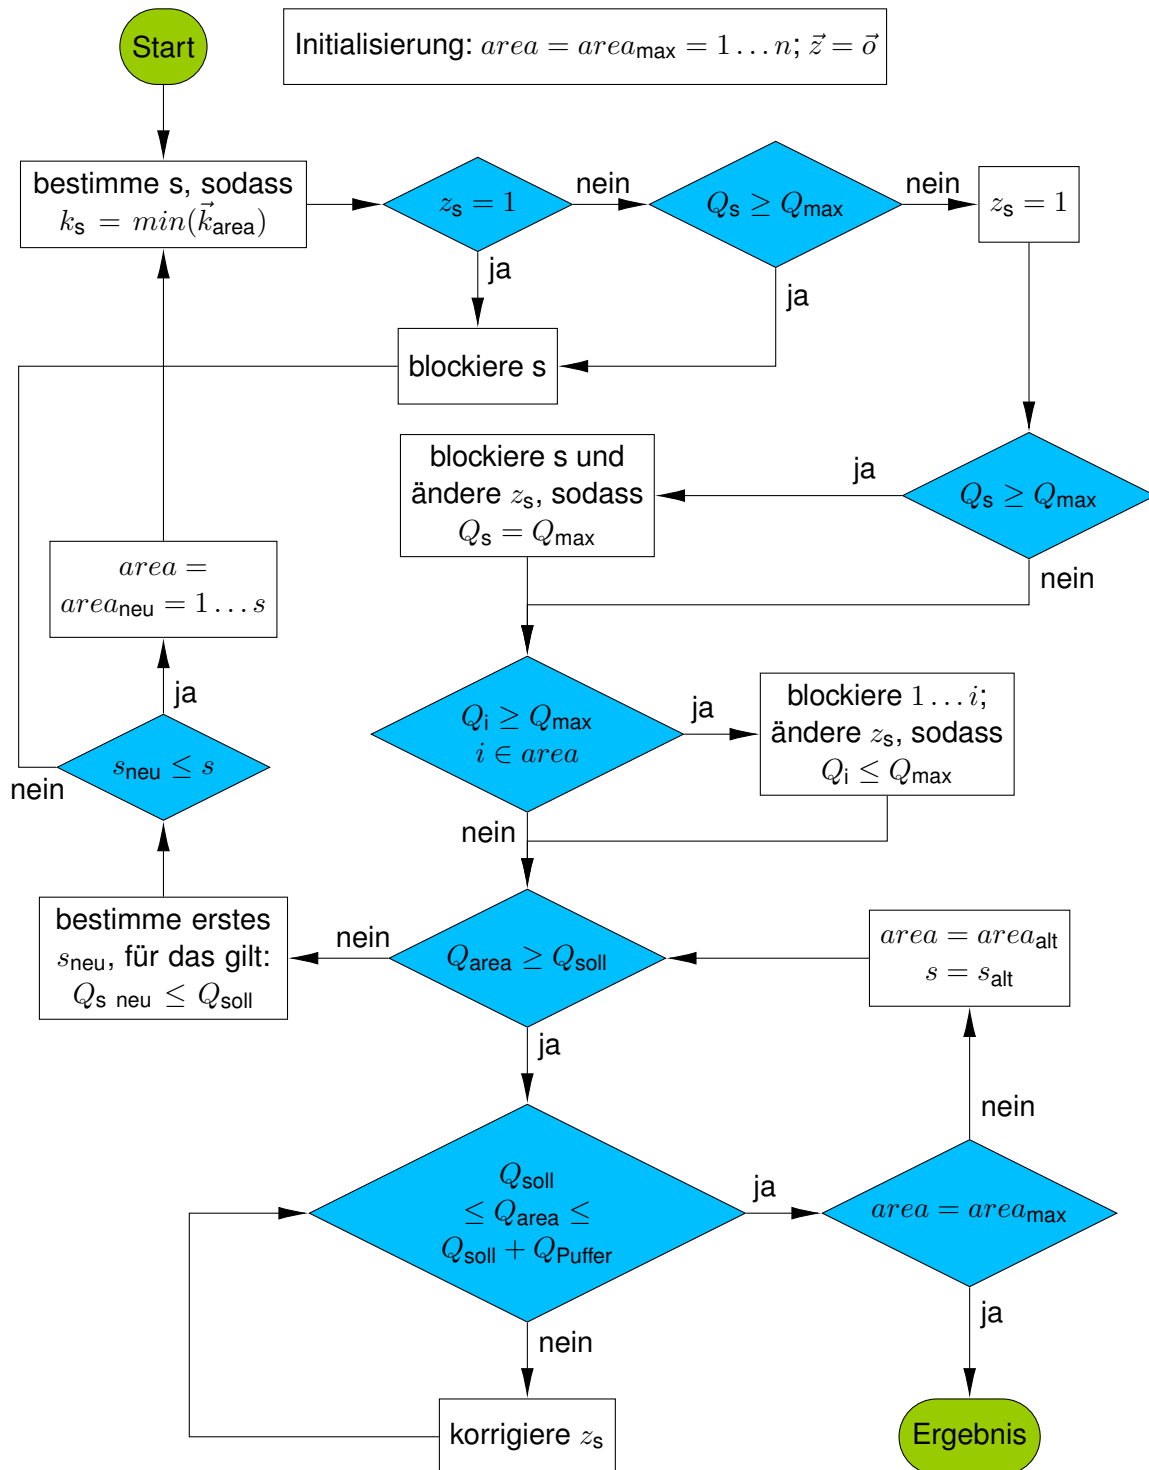 Start
Initialisierung: area = area_max = 1 … n; z⃗ = o⃗
bestimme s, sodass
k_s = min(k⃗_area)
z_s = 1
nein
Q_s ≥ Q_max
nein
z_s = 1
ja
ja
blockiere s
blockiere s und
ändere z_s, sodass
Q_s = Q_max
ja
Q_s ≥ Q_max
nein
area =
area_neu = 1 … s
ja
s_neu ≤ s
nein
Q_i ≥ Q_max
i ∈ area
ja
blockiere 1 … i;
ändere z_s, sodass
Q_i ≤ Q_max
nein
bestimme erstes
s_neu, für das gilt:
Q_s neu ≤ Q_soll
nein
Q_area ≥ Q_soll
area = area_alt
s = s_alt
ja
nein
Q_soll
≤ Q_area ≤
Q_soll + Q_Puffer
ja
area = area_max
nein
ja
korrigiere z_s
Ergebnis